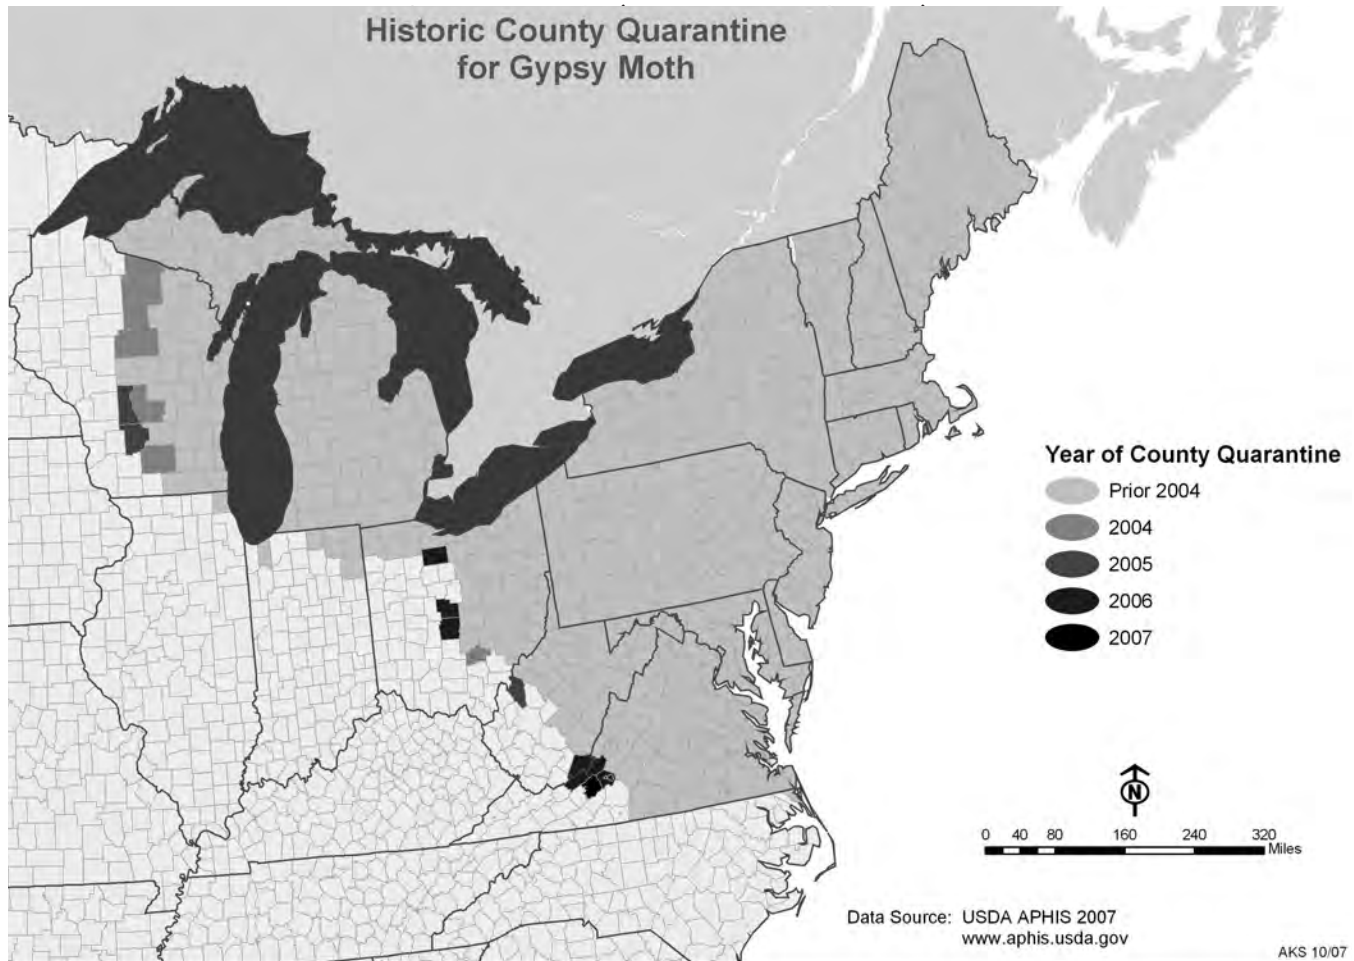 Historic County Quarantine
for Gypsy Moth
Year of County Quarantine
Prior 2004
2004
2005
2006
2007
N
0 40 80 160 240 320
Miles
Data Source: USDA APHIS 2007
www.aphis.usda.gov
AKS 10/07